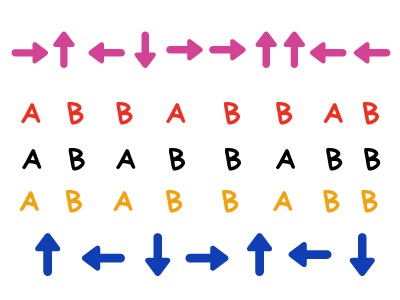 → ↑ ← ↓ → → ↑ ↑ ← ←
A B B A B B A B
A B A B B A B B
A B A B B A B B
↑ ← ↓ → ↑ ← ↓